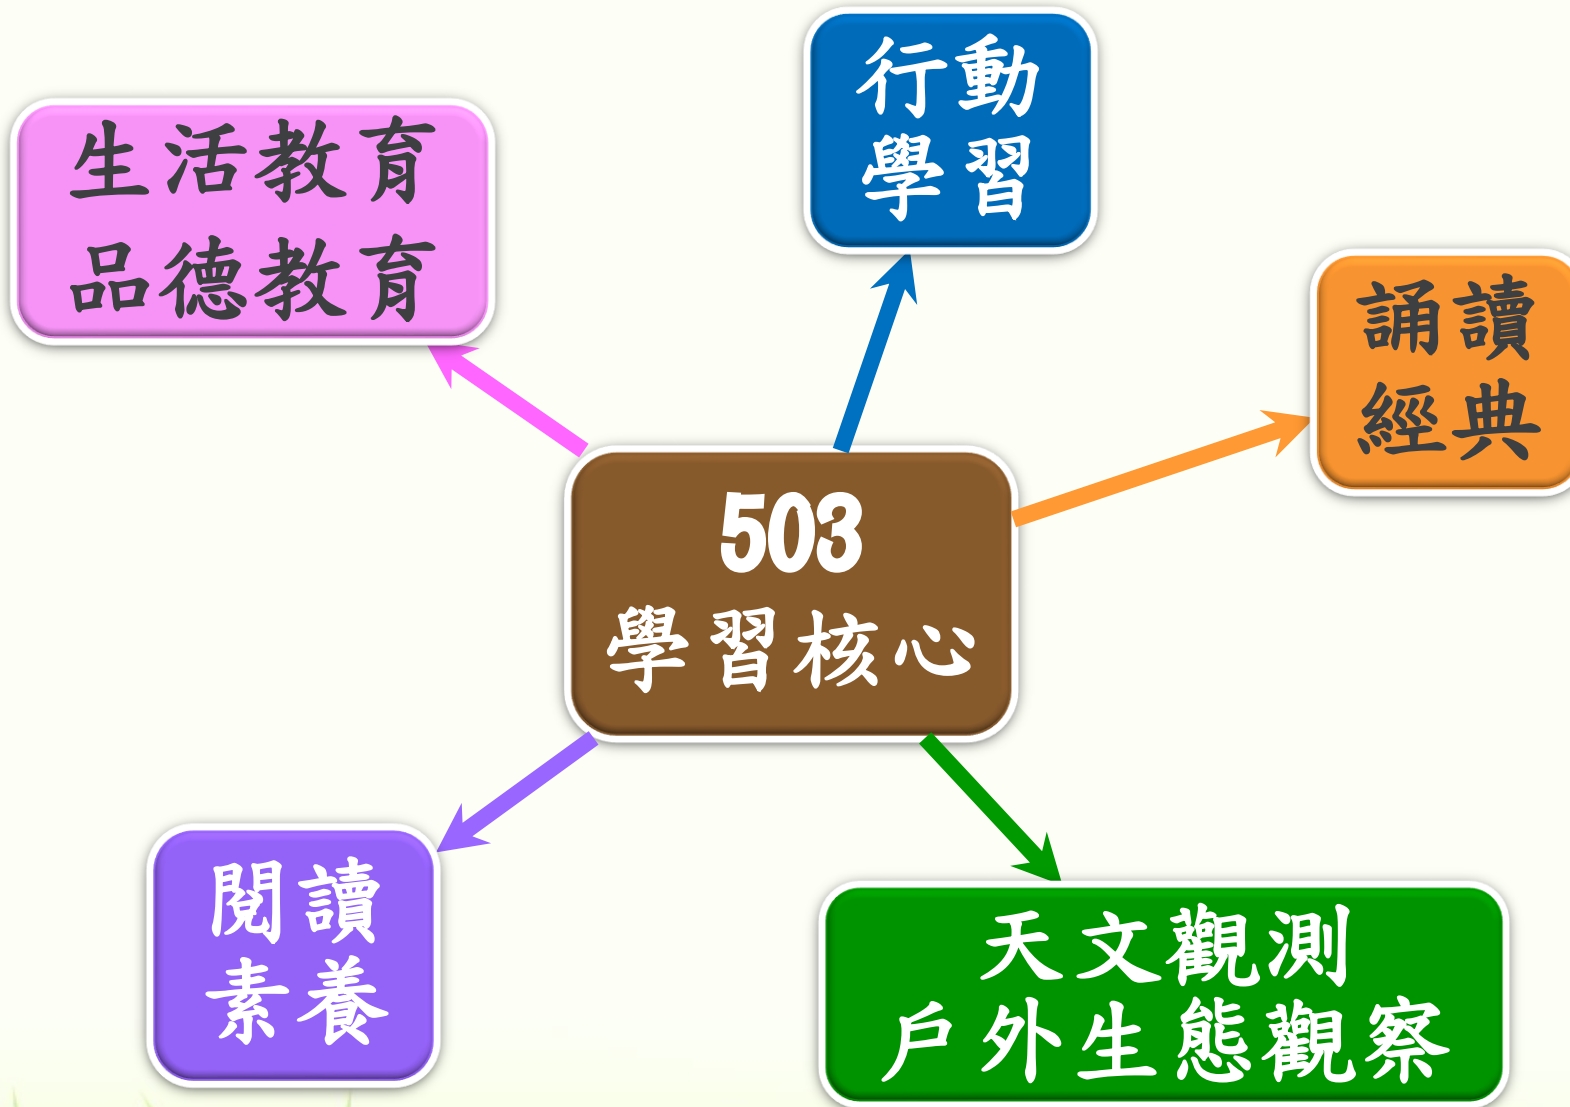 行動
學習
生活教育
品德教育
誦讀
經典
503
學習核心
閱讀
素養
天文觀測
戶外生態觀察